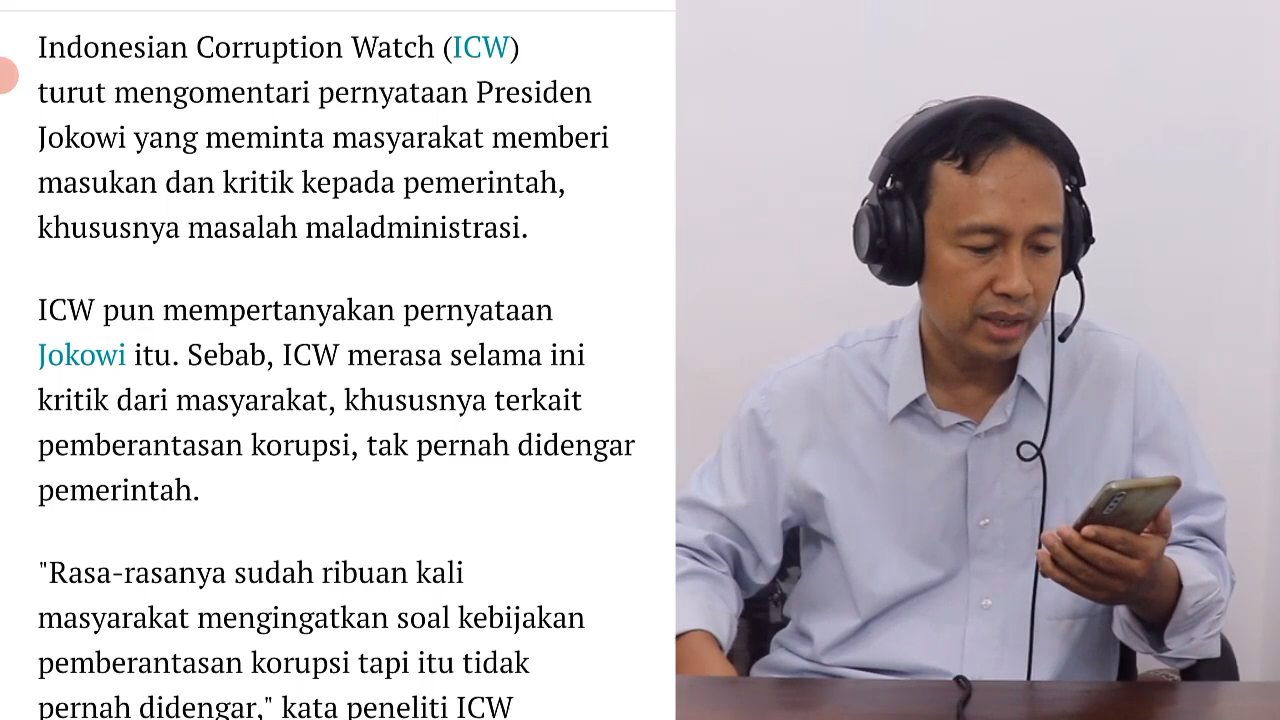 Indonesian Corruption Watch (ICW)
turut mengomentari pernyataan Presiden
Jokowi yang meminta masyarakat memberi
masukan dan kritik kepada pemerintah,
khususnya masalah maladministrasi.
ICW pun mempertanyakan pernyataan
Jokowi itu. Sebab, ICW merasa selama ini
kritik dari masyarakat, khususnya terkait
pemberantasan korupsi, tak pernah didengar
pemerintah.
"Rasa-rasanya sudah ribuan kali
masyarakat mengingatkan soal kebijakan
pemberantasan korupsi tapi itu tidak
pernah didengar," kata peneliti ICW